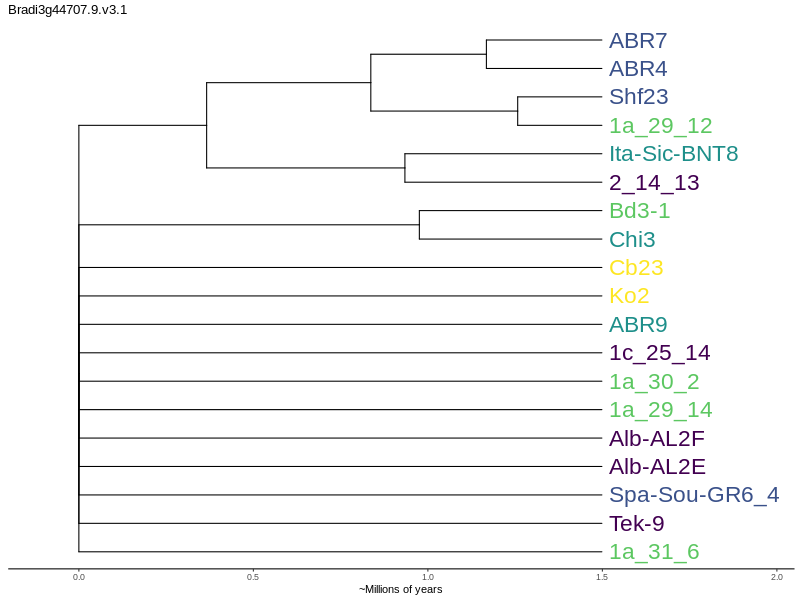 Bradi3g44707.9.v3.1
ABR7
ABR4
Shf23
1a_29_12
Ita-Sic-BNT8
2_14_13
Bd3-1
Chi3
Cb23
Ko2
ABR9
1c_25_14
1a_30_2
1a_29_14
Alb-AL2F
Alb-AL2E
Spa-Sou-GR6_4
Tek-9
1a_31_6
0.0 0.5 1.0 1.5 2.0
~Millions of years